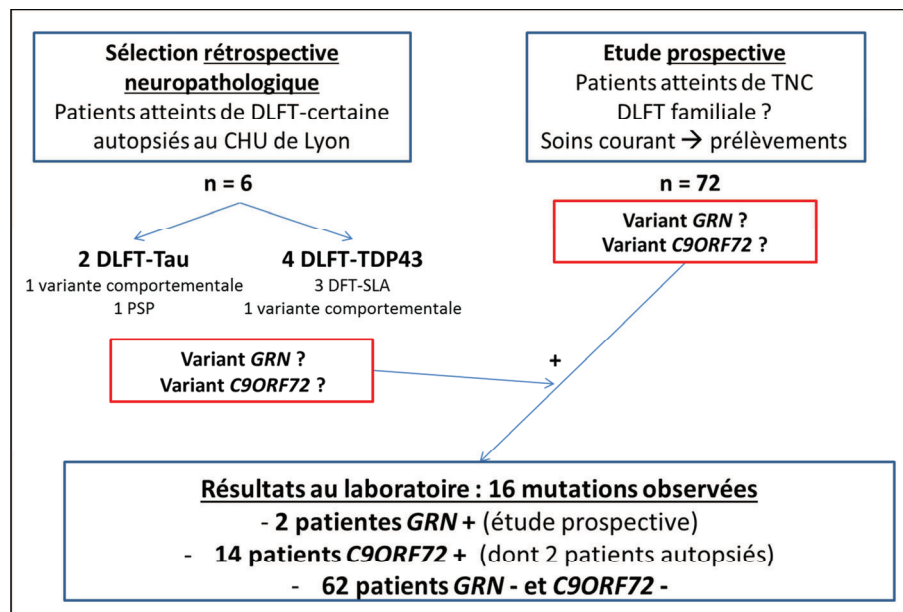 Sélection rétrospective
neuropathologique
Patients atteints de DLFT-certaine
autopsiés au CHU de Lyon
n = 6
2 DLFT-Tau
1 variante comportementale
1 PSP
4 DLFT-TDP43
3 DFT-SLA
1 variante comportementale
Variant GRN ?
Variant C9ORF72 ?
Etude prospective
Patients atteints de TNC
DLFT familiale ?
Soins courant → prélèvements
n = 72
Variant GRN ?
Variant C9ORF72 ?
+
Résultats au laboratoire : 16 mutations observées
- 2 patientes GRN + (étude prospective)
- 14 patients C9ORF72 + (dont 2 patients autopsiés)
- 62 patients GRN - et C9ORF72 -